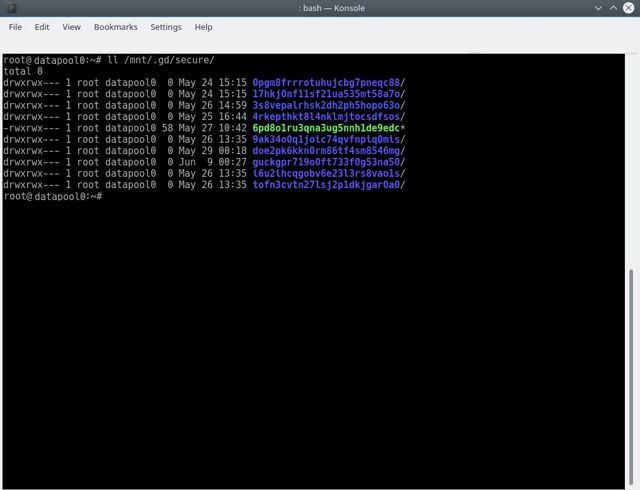 : bash — Konsole
File Edit View Bookmarks Settings Help
root@datapool0:~# ll /mnt/.gd/secure/
total 0
drwxrwx--- 1 root datapool0 0 May 24 15:15 0pgm8frrrotuhujcbg7pneqc88/
drwxrwx--- 1 root datapool0 0 May 24 15:15 17hkj0nf11sf21ua535mt58a7o/
drwxrwx--- 1 root datapool0 0 May 26 14:59 3s8vepalrhsk2dh2ph5hopo63o/
drwxrwx--- 1 root datapool0 0 May 25 16:44 4rkepthkt8l4nklmjtocsdfsos/
-rwxrwx--- 1 root datapool0 58 May 27 10:42 6pd8o1ru3qna3ug5nnh1de9edc*
drwxrwx--- 1 root datapool0 0 May 26 13:35 9ak34o0q1jolc74qvfnpiq0mls/
drwxrwx--- 1 root datapool0 0 May 29 00:18 doe2pk6kkn0rm86tf4sm8546mg/
drwxrwx--- 1 root datapool0 0 Jun 9 00:27 guckgpr719o0ft733f0g53na50/
drwxrwx--- 1 root datapool0 0 May 26 13:35 i6u2ihcqgobv6e23l3rs8vao1s/
drwxrwx--- 1 root datapool0 0 May 26 13:35 tofn3cvtn27lsj2p1dkjgar0a0/
root@datapool0:~#